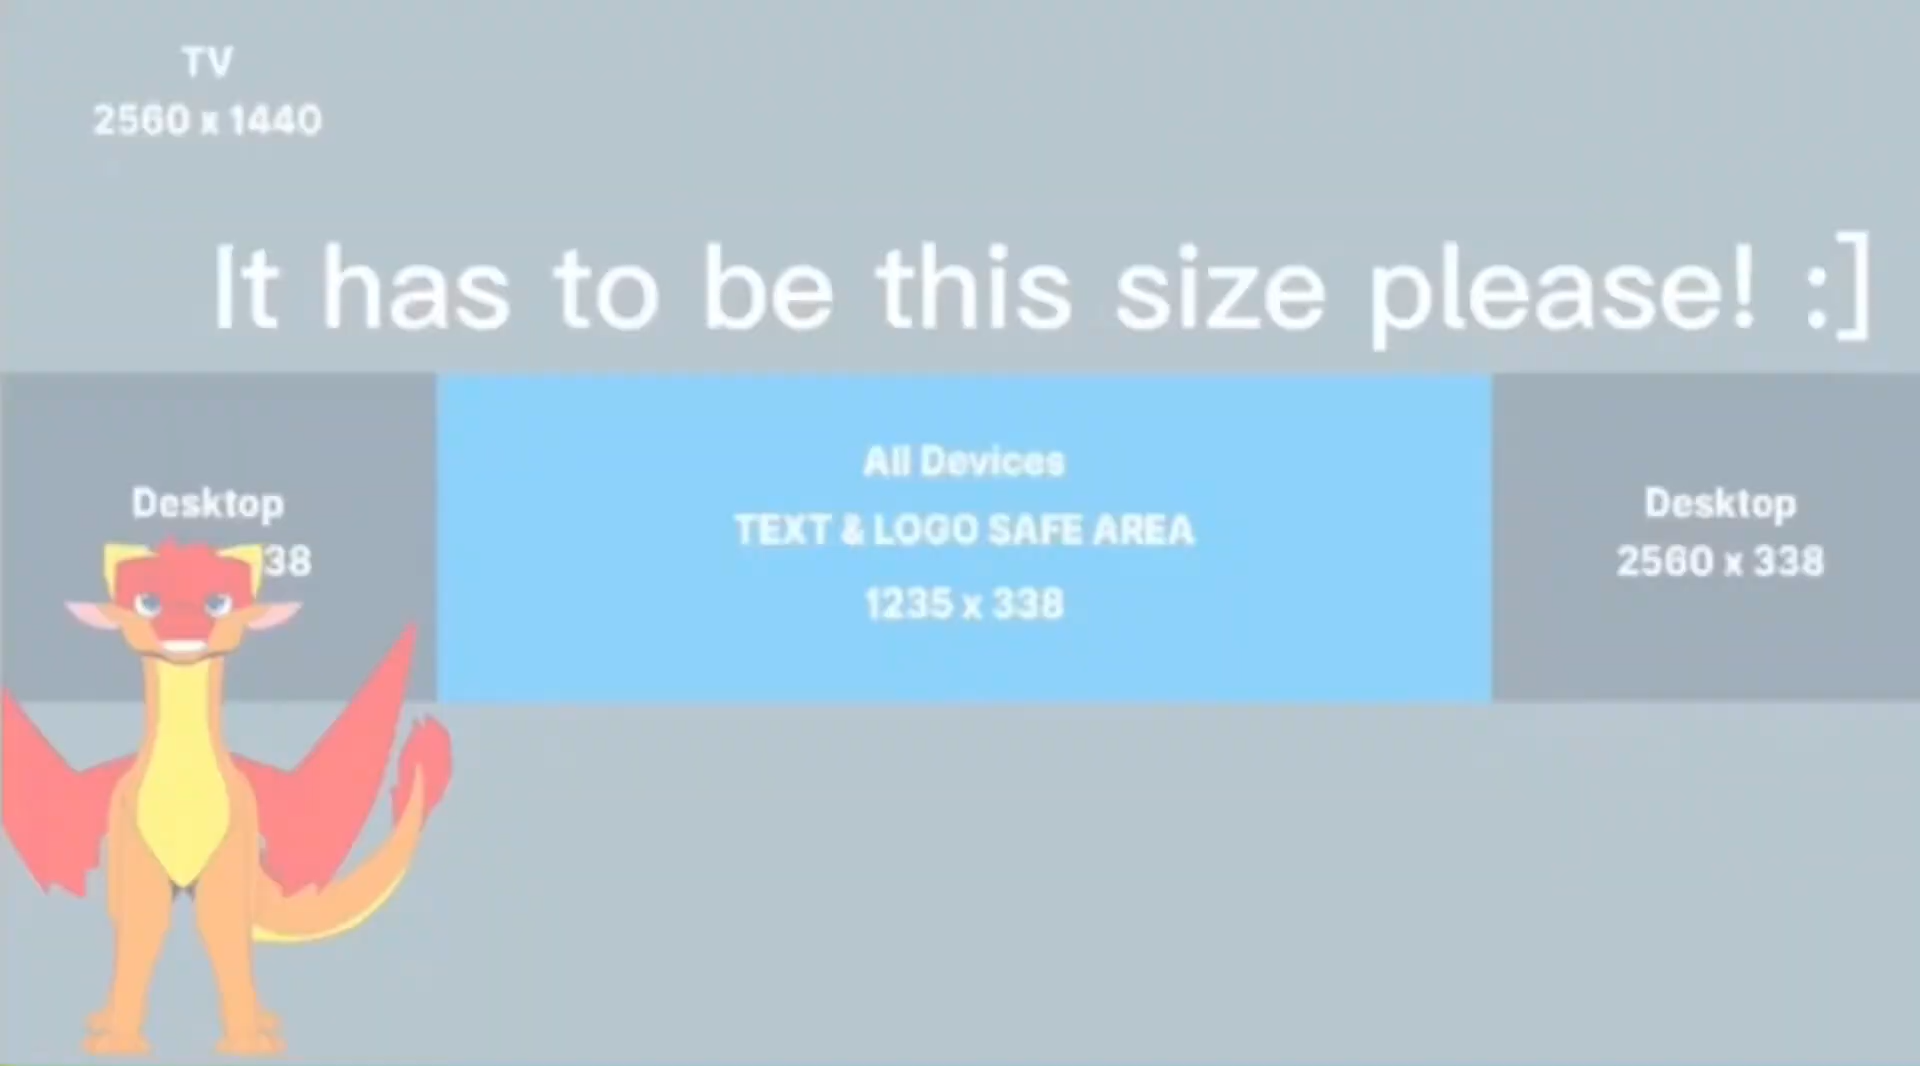 TV
2560 x 1440
It has to be this size please! :]
Desktop
38
All Devices
TEXT & LOGO SAFE AREA
1235 x 338
Desktop
2560 x 338